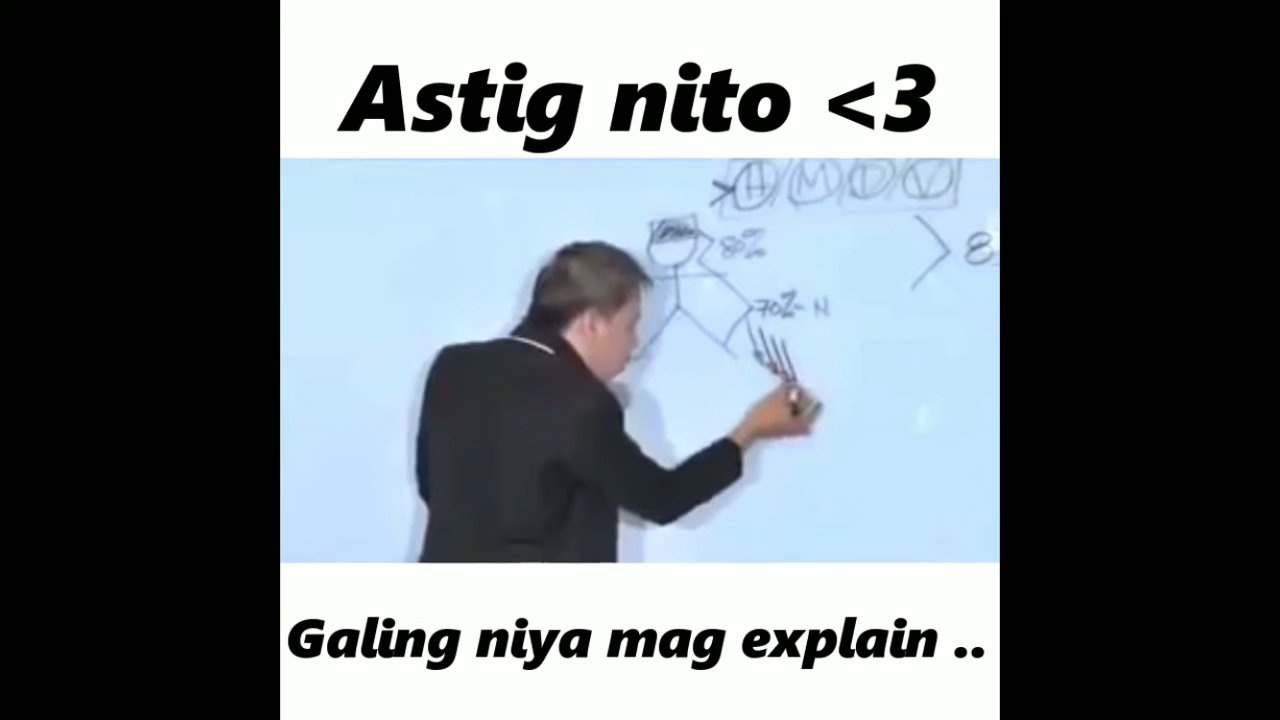 Astig nito <3
> H M D V
80%
70% - N
Galing niya mag explain ..